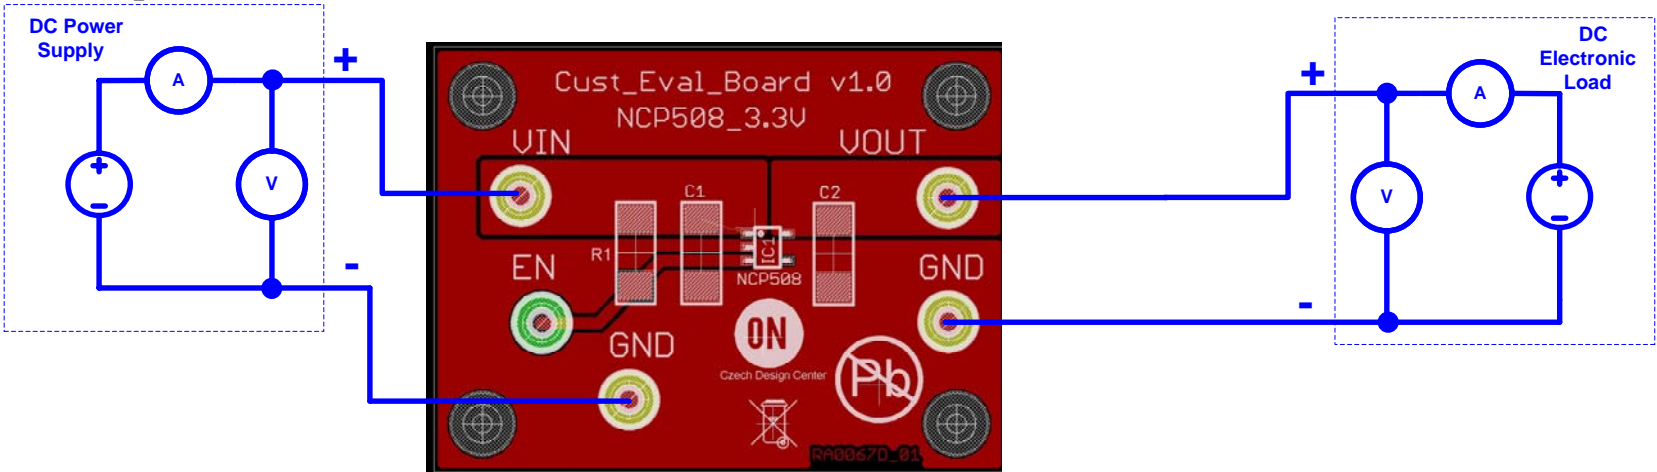 DC Power
Supply
A
V
+
-
+
-
Cust_Eval_Board v1.0
NCP508_3.3V
VIN
VOUT
C1
C2
R1
IC1
NCP508
EN
GND
GND
ON
Czech Design Center
Pb
RA0067D_01
+
-
DC
Electronic
Load
A
V
+
-